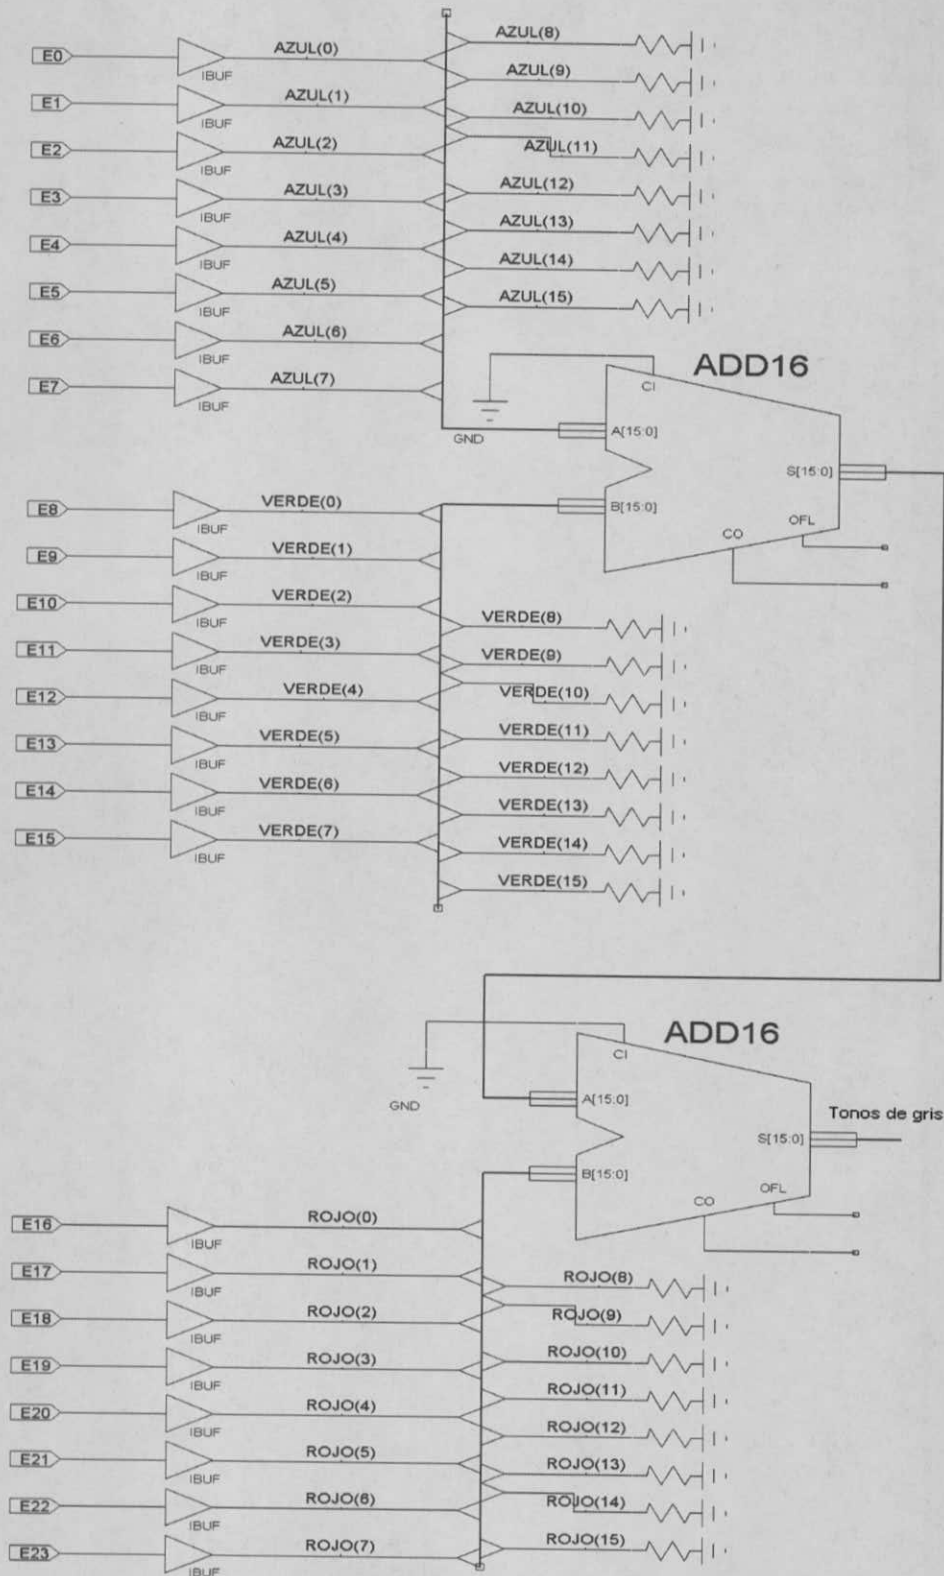 E0 IBUF AZUL(0) AZUL(8)
E1 IBUF AZUL(1) AZUL(9)
E2 IBUF AZUL(2) AZUL(10)
E3 IBUF AZUL(3) AZUL(11)
E4 IBUF AZUL(4) AZUL(12)
E5 IBUF AZUL(5) AZUL(13)
E6 IBUF AZUL(6) AZUL(14)
E7 IBUF AZUL(7) AZUL(15)
ADD16
CI
GND
A[15:0]
S[15:0]
B[15:0]
OFL
CO
E8 IBUF VERDE(0)
E9 IBUF VERDE(1)
E10 IBUF VERDE(2)
E11 IBUF VERDE(3)
E12 IBUF VERDE(4)
E13 IBUF VERDE(5)
E14 IBUF VERDE(6)
E15 IBUF VERDE(7)
VERDE(8)
VERDE(9)
VERDE(10)
VERDE(11)
VERDE(12)
VERDE(13)
VERDE(14)
VERDE(15)
ADD16
CI
GND
A[15:0]
Tonos de gris
S[15:0]
B[15:0]
OFL
CO
E16 IBUF ROJO(0)
E17 IBUF ROJO(1)
E18 IBUF ROJO(2)
E19 IBUF ROJO(3)
E20 IBUF ROJO(4)
E21 IBUF ROJO(5)
E22 IBUF ROJO(6)
E23 IBUF ROJO(7)
ROJO(8)
ROJO(9)
ROJO(10)
ROJO(11)
ROJO(12)
ROJO(13)
ROJO(14)
ROJO(15)